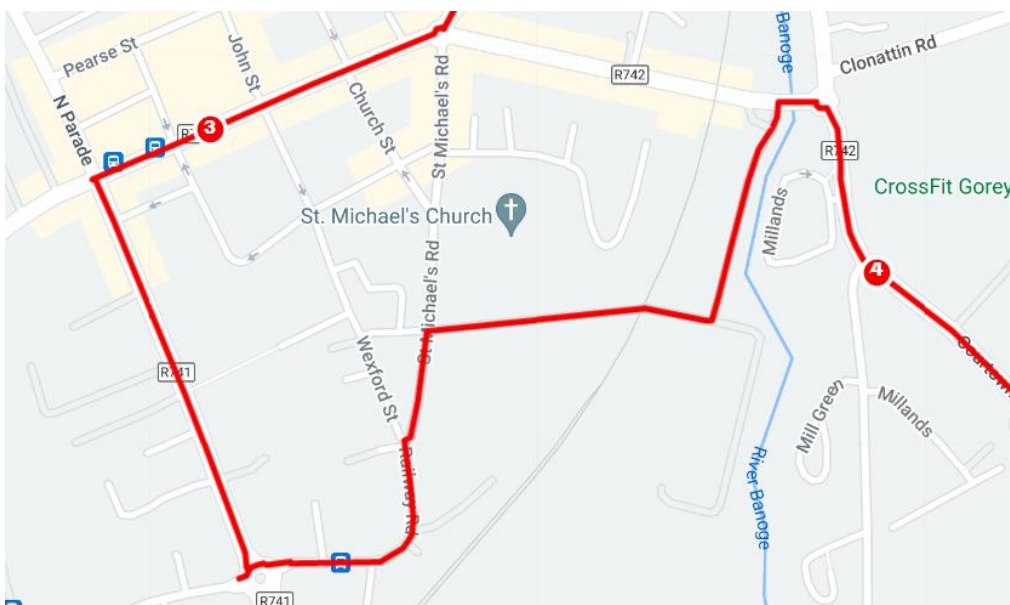 Pearse St
John St
N Parade
Church St
St Michael's Rd
R742
Banoge
Clonattin Rd
3
R742
CrossFit Gorey
Millands
St. Michael's Church
St Michael's Rd
4
Wexford St
R741
Courtown
Mill Green
Millands
Railway Rd
River Banoge
R741